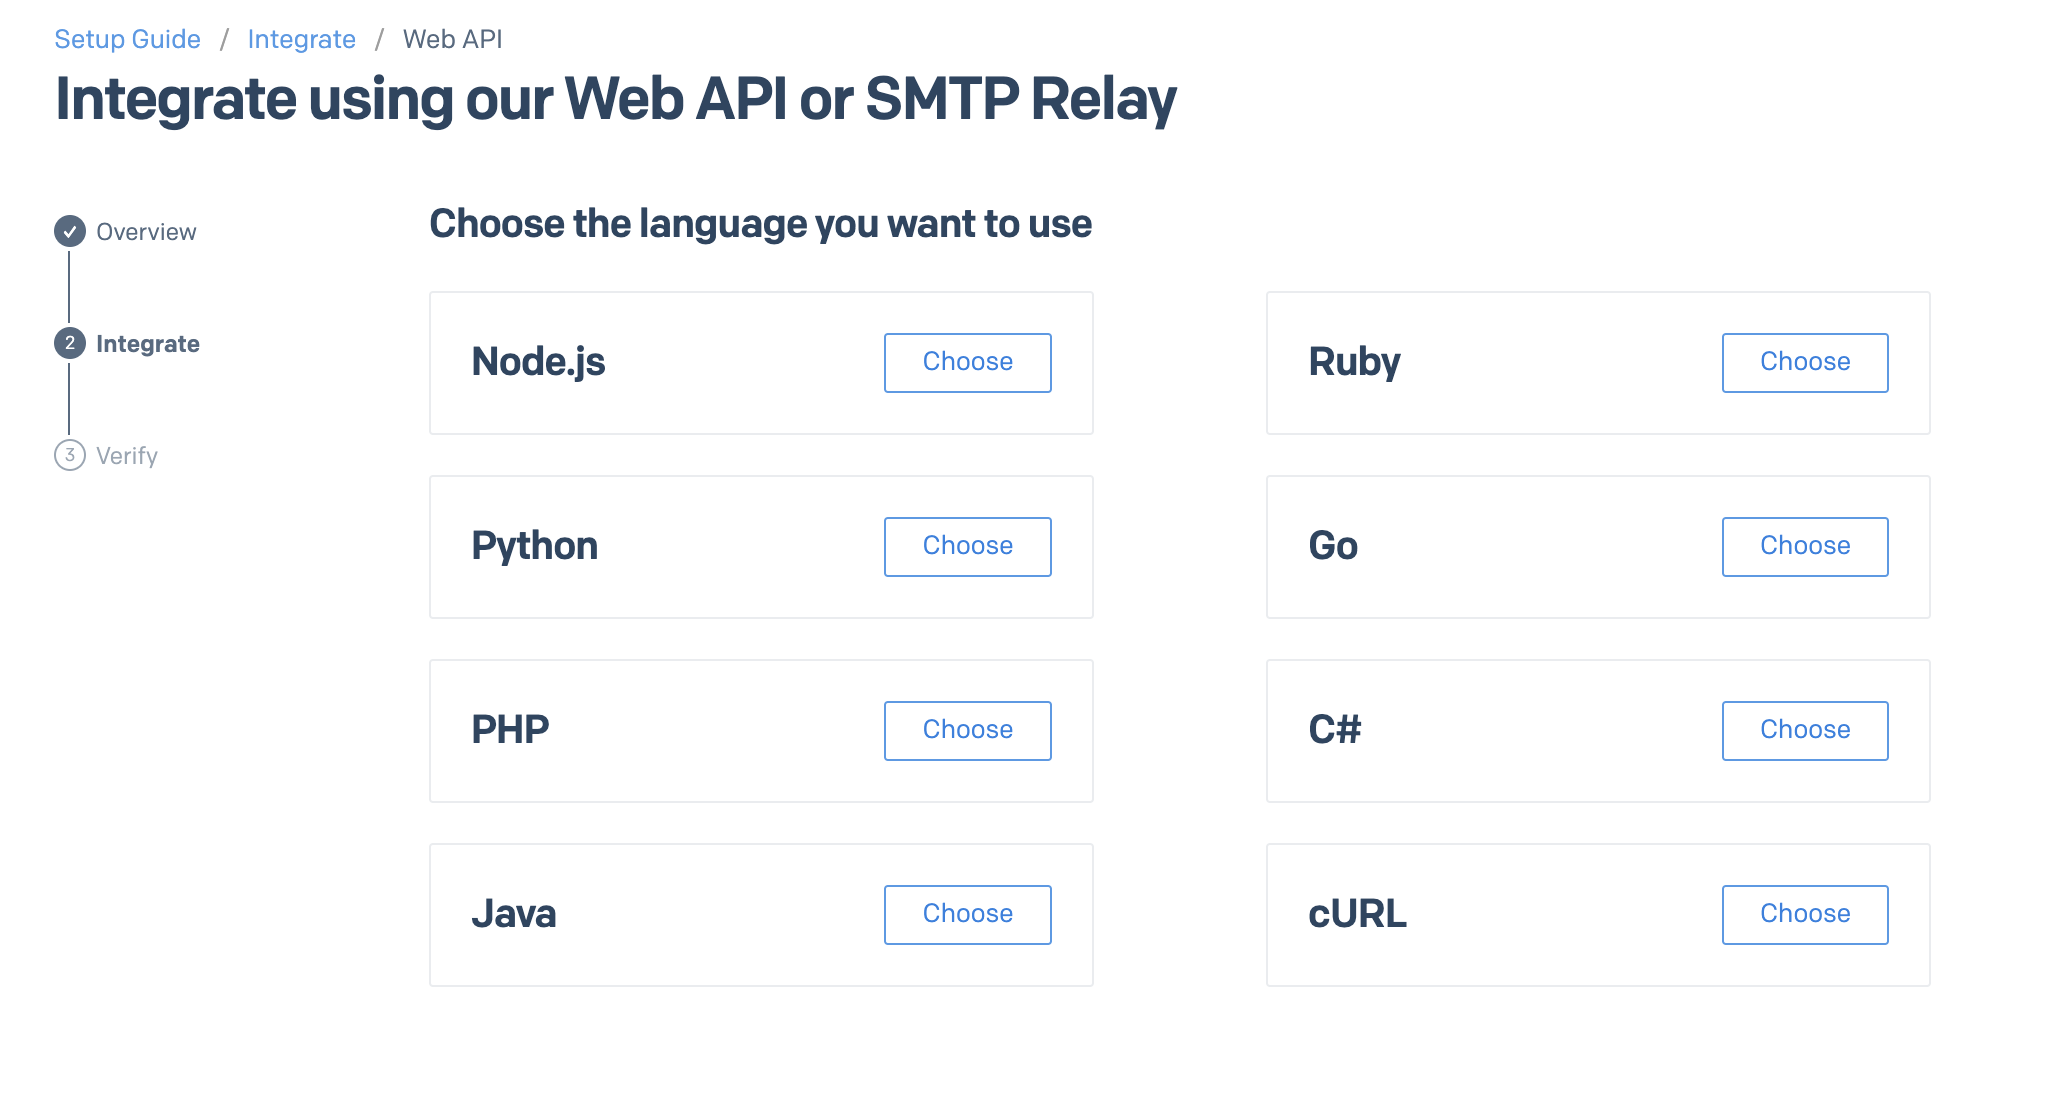 Setup Guide / Integrate / Web API
Integrate using our Web API or SMTP Relay
Overview
2 Integrate
3 Verify
Choose the language you want to use
Node.js Choose
Ruby Choose
Python Choose
Go Choose
PHP Choose
C# Choose
Java Choose
cURL Choose